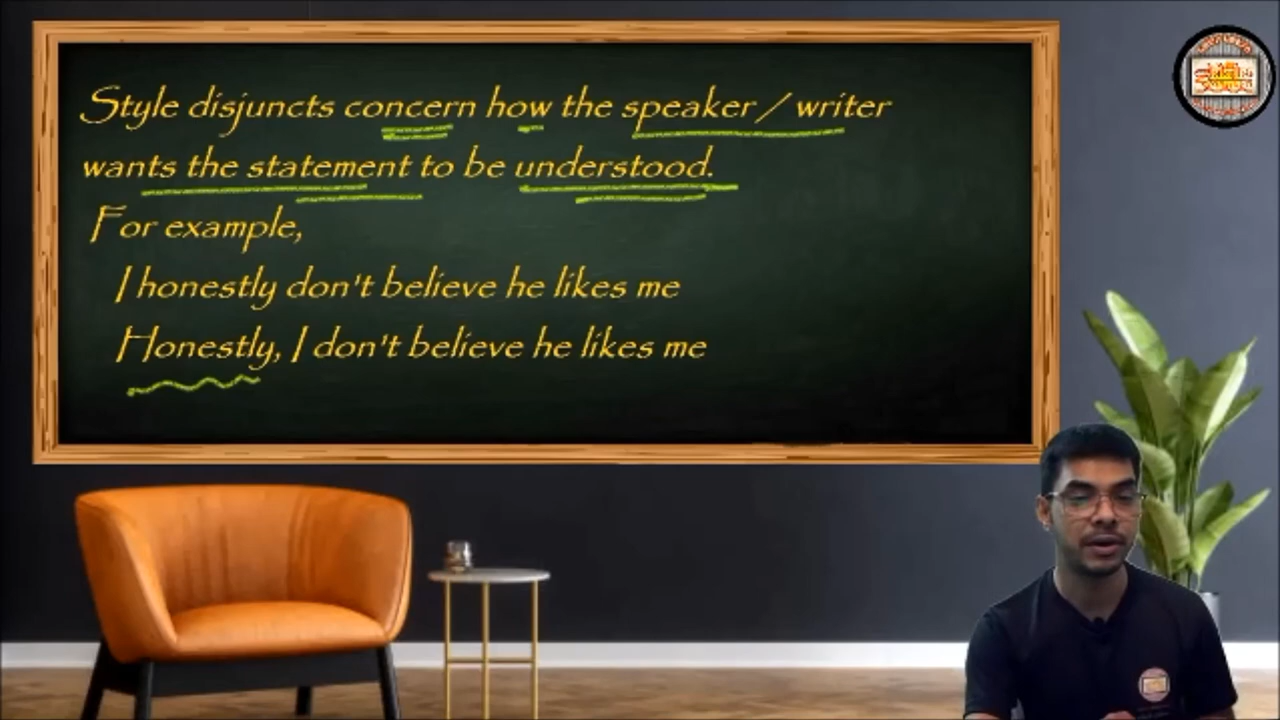 Style disjuncts concern how the speaker / writer
wants the statement to be understood.
For example,
I honestly don't believe he likes me
Honestly, I don't believe he likes me